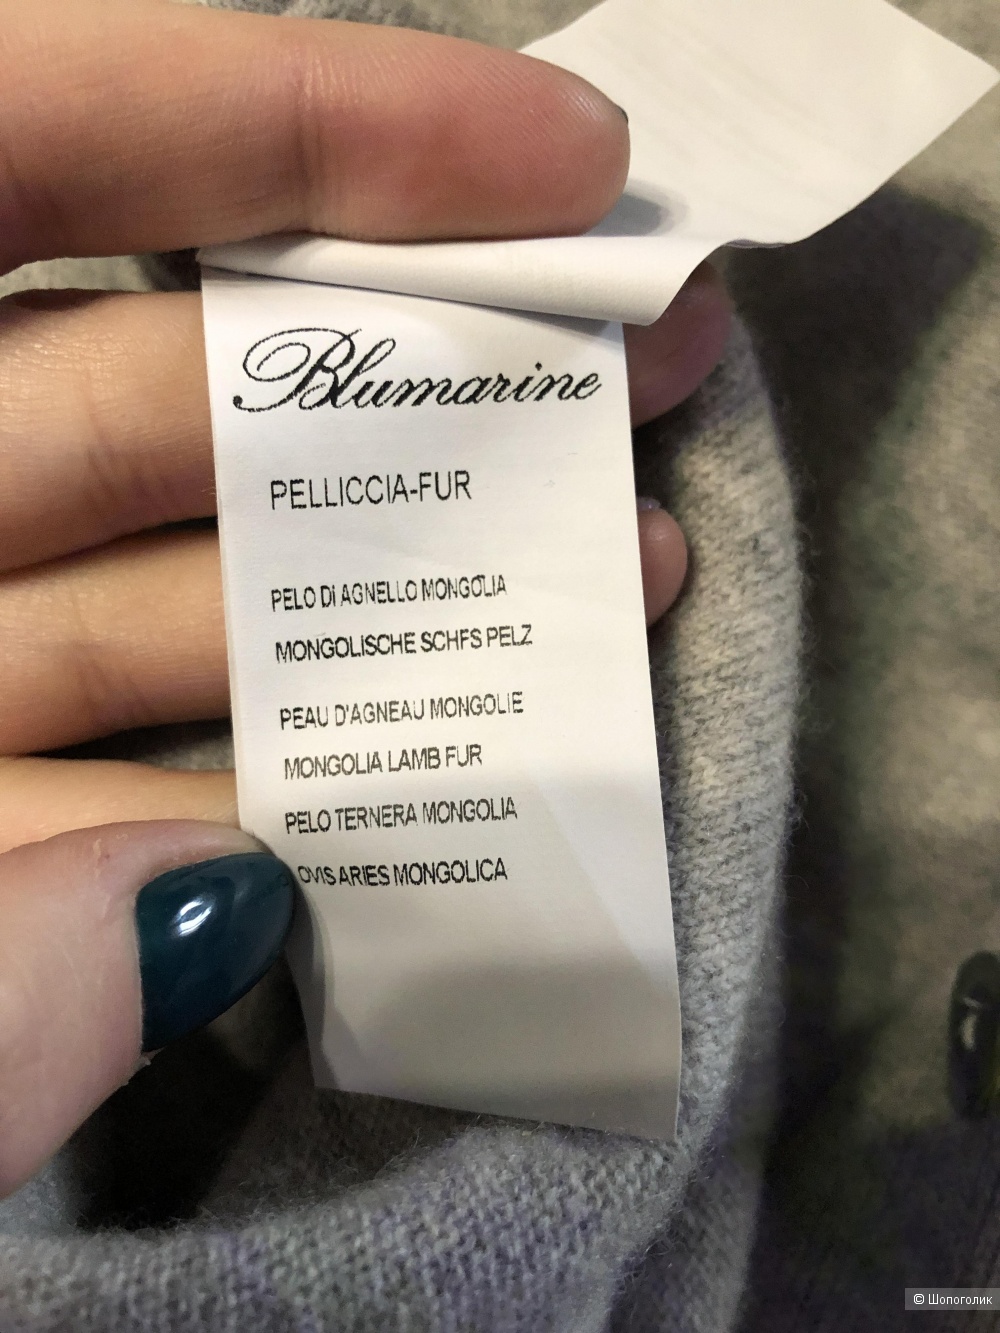 Blumarine
PELLICCIA-FUR
PELO DI AGNELLO MONGOLIA
MONGOLISCHE SCHFS PELZ
PEAU D'AGNEAU MONGOLIE
MONGOLIA LAMB FUR
PELO TERNERA MONGOLIA
OVIS ARIES MONGOLICA
© Шопоголик